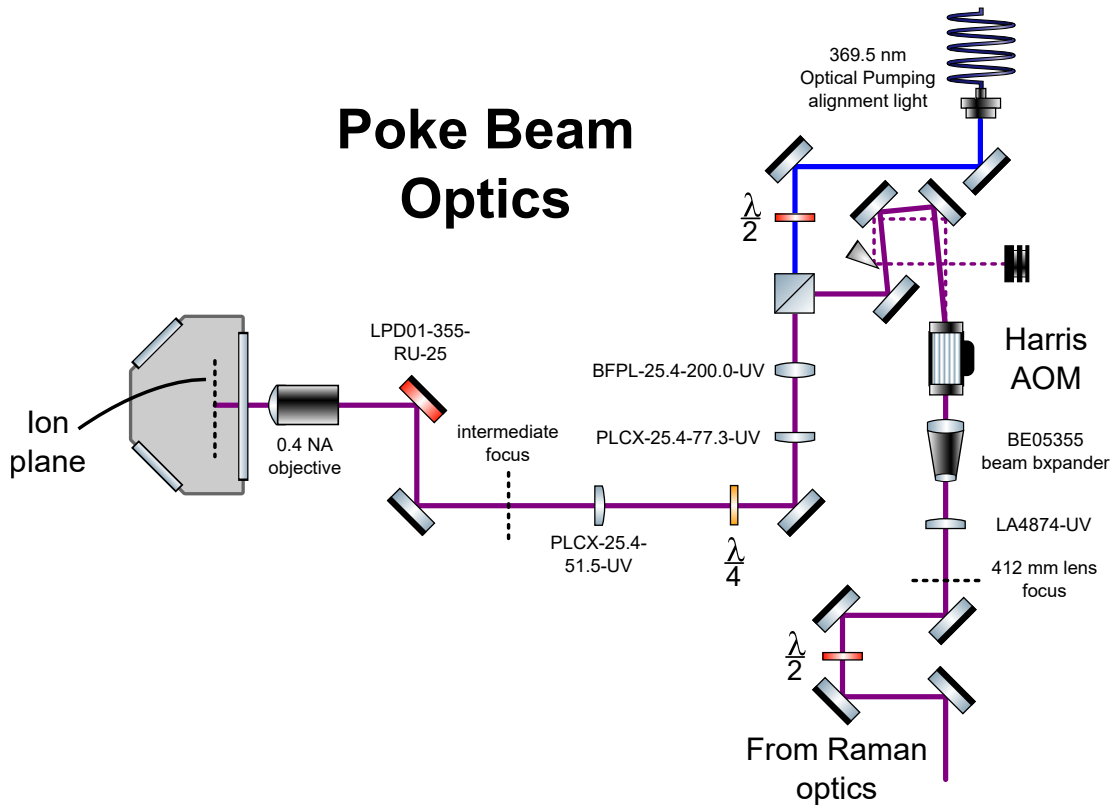 Poke Beam
Optics
369.5 nm
Optical Pumping
alignment light
λ
2
LPD01-355-
RU-25
BFPL-25.4-200.0-UV
Harris
AOM
Ion
plane
0.4 NA
objective
intermediate
focus
PLCX-25.4-77.3-UV
BE05355
beam bxpander
PLCX-25.4-
51.5-UV
λ
4
LA4874-UV
412 mm lens
focus
λ
2
From Raman
optics